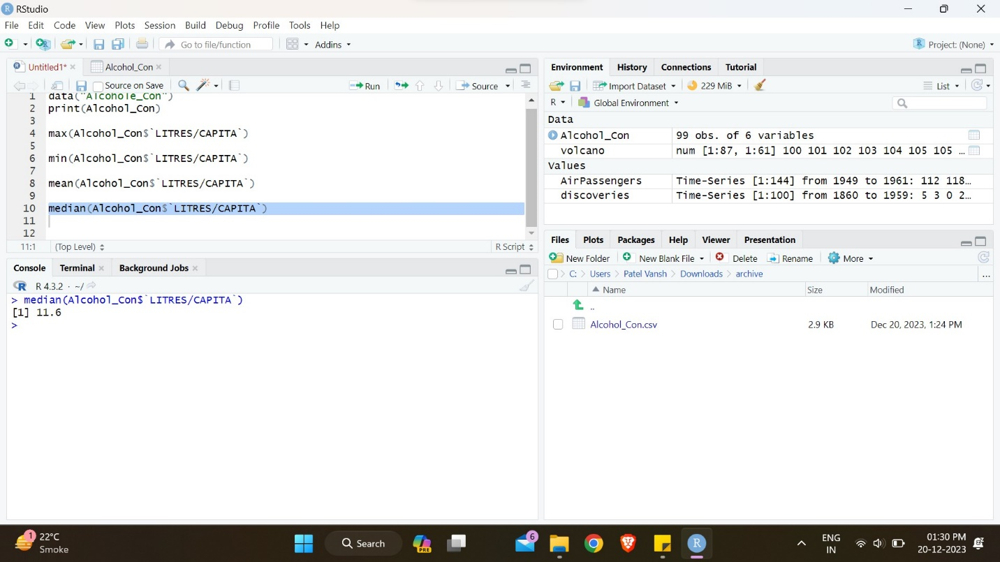 RStudio
File Edit Code View Plots Session Build Debug Profile Tools Help
Go to file/function Addins Project: (None)
Untitled1* Alcohol_Con
Source on Save Run Source
1 data("Alcohole_Con")
2 print(Alcohol_Con)
3
4 max(Alcohol_Con$`LITRES/CAPITA`)
5
6 min(Alcohol_Con$`LITRES/CAPITA`)
7
8 mean(Alcohol_Con$`LITRES/CAPITA`)
9
10 median(Alcohol_Con$`LITRES/CAPITA`)
11
12
11:1 (Top Level) R Script
Console Terminal Background Jobs
R R 4.3.2 · ~/
> median(Alcohol_Con$`LITRES/CAPITA`)
[1] 11.6
>
Environment History Connections Tutorial
Import Dataset 229 MiB List
R Global Environment
Data
Alcohol_Con 99 obs. of 6 variables
volcano num [1:87, 1:61] 100 101 102 103 104 105 105 …
Values
AirPassengers Time-Series [1:144] from 1949 to 1961: 112 118…
discoveries Time-Series [1:100] from 1860 to 1959: 5 3 0 2…
Files Plots Packages Help Viewer Presentation
New Folder New Blank File Delete Rename More
C: > Users > Patel Vansh > Downloads > archive ...
Name Size Modified
..
Alcohol_Con.csv 2.9 KB Dec 20, 2023, 1:24 PM
1 22°C
Smoke
Search
PRE
6
R
ENG
IN
01:30 PM
20-12-2023